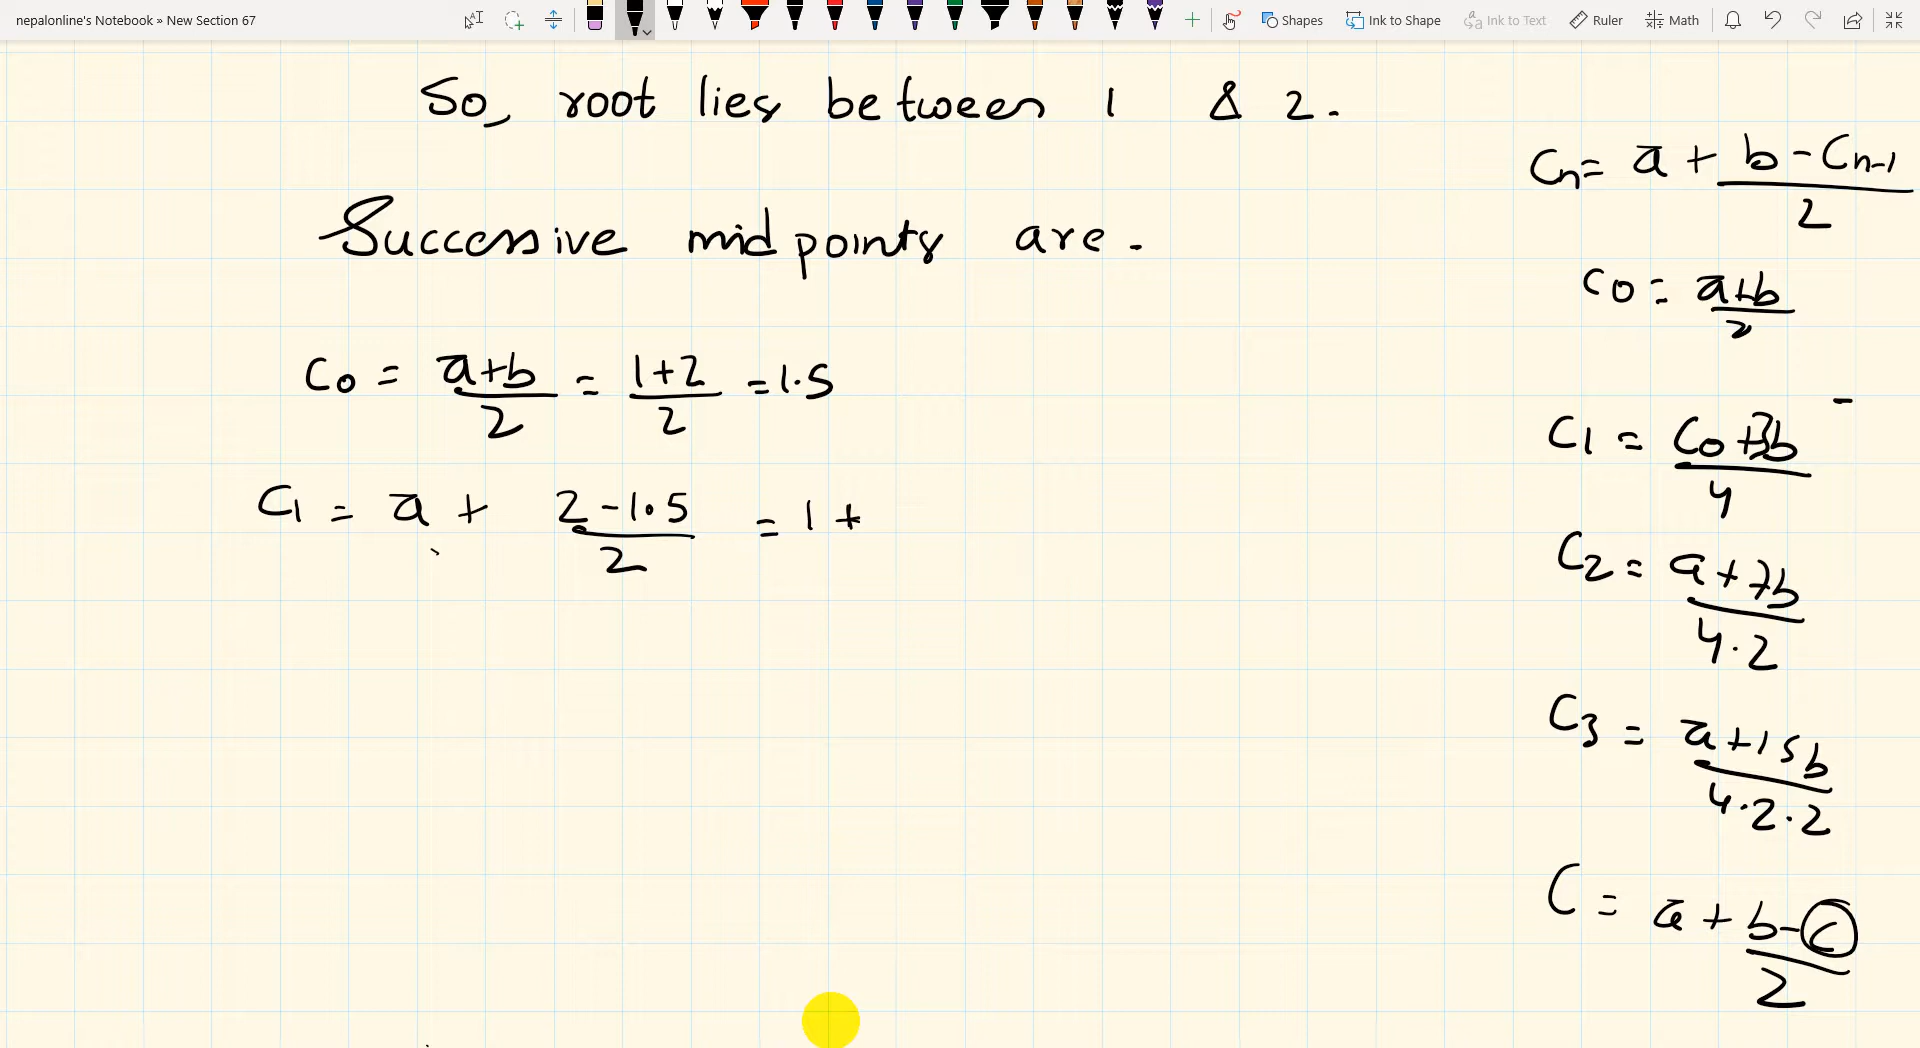 nepalonline's Notebook » New Section 67
Shapes Ink to Shape Ink to Text Ruler Math
So, root lies between 1 & 2.
Successive midpoints are.
C0 = a+b/2 = 1+2/2 = 1.5
C1 = a + 2-1.5/2 = 1 +
Cn = a + b-Cn-1/2
C0 = a+b/2
C1 = C0+3b/4
C2 = a+7b/4.2
C3 = a+15b/4.2.2
C = a + b-C/2